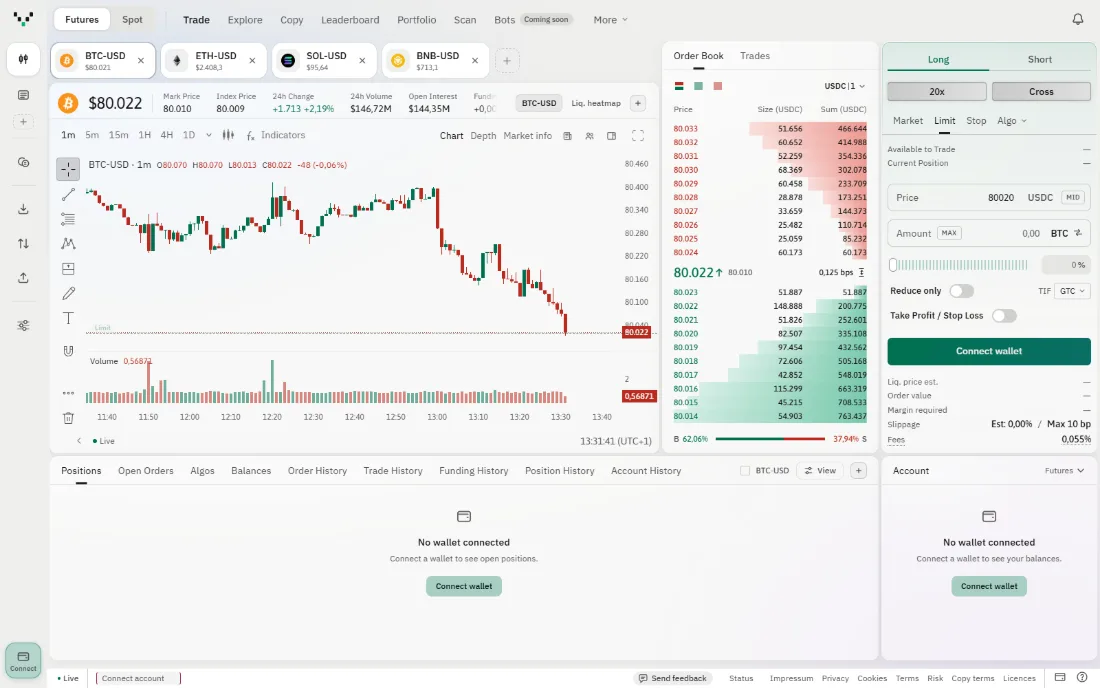 Futures Spot Trade Explore Copy Leaderboard Portfolio Scan Bots Coming soon More
BTC-USD $80.021
ETH-USD $2.408,3
SOL-USD $95,64
BNB-USD $713,1
$80.022
Mark Price 80.010
Index Price 80.009
24h Change +1.713 +2,19%
24h Volume $146,72M
Open Interest $144,35M
+0,00
BTC-USD Liq. heatmap
1m 5m 15m 1H 4H 1D Indicators
Chart Depth Market info
BTC-USD · 1m O80.070 H80.070 L80.013 C80.022 -48 (-0,06%)
80.460
80.400
80.340
80.280
80.220
80.160
80.100
80.022
Limit
Volume 0,56871
2
0,56871
11:40 11:50 12:00 12:10 12:20 12:30 12:40 12:50 13:00 13:10 13:20 13:30 13:40
Live
13:31:41 (UTC+1)
Order Book Trades
USDC | 1
Price Size (USDC) Sum (USDC)
80.033 51.656 466.644
80.032 60.652 414.988
80.031 52.259 354.336
80.030 68.369 302.078
80.029 60.458 233.709
80.028 28.878 173.251
80.027 33.659 144.373
80.026 25.482 110.714
80.025 25.059 85.232
80.024 60.173 60.173
80.022↑ 80.010 0,125 bps
80.023 51.887 51.887
80.022 148.888 200.775
80.021 51.826 252.601
80.020 82.507 335.108
80.019 97.454 432.562
80.018 72.606 505.168
80.017 42.852 548.019
80.016 115.299 663.319
80.015 45.215 708.533
80.014 54.903 763.437
B 62,06% 37,94% S
Long Short
20x Cross
Market Limit Stop Algo
Available to Trade —
Current Position —
Price 80020 USDC MID
Amount MAX 0,00 BTC
0 %
Reduce only TIF GTC
Take Profit / Stop Loss
Connect wallet
Liq. price est. —
Order value —
Margin required —
Slippage Est: 0,00% / Max 10 bp
Fees 0,055%
Positions Open Orders Algos Balances Order History Trade History Funding History Position History Account History
BTC-USD View
No wallet connected
Connect a wallet to see open positions.
Connect wallet
Account Futures
No wallet connected
Connect a wallet to see your balances.
Connect wallet
Connect
Live Connect account
Send feedback Status Impressum Privacy Cookies Terms Risk Copy terms Licences